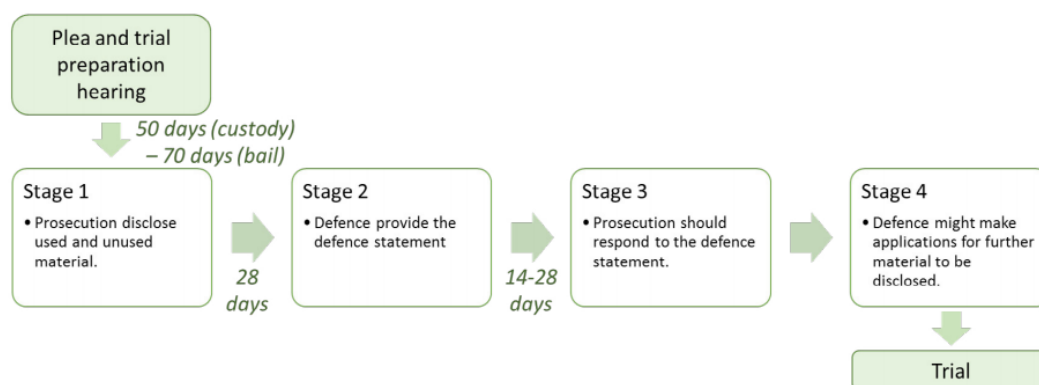 Plea and trial
preparation
hearing
50 days (custody)
– 70 days (bail)
Stage 1
• Prosecution disclose
used and unused
material.
28
days
Stage 2
• Defence provide the
defence statement
14-28
days
Stage 3
• Prosecution should
respond to the defence
statement.
Stage 4
• Defence might make
applications for further
material to be
disclosed.
Trial